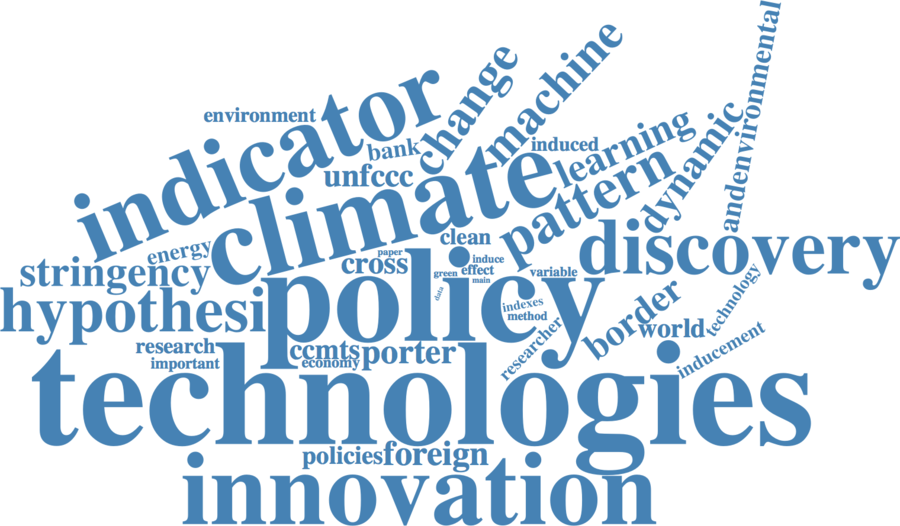 environment
indicator
change
machine
andenvironmental
bank
induced
unfccc
learning
dynamic
climate
pattern
energy
clean
discovery
stringency
paper
cross
induce
green
effect
main
variable
data
hypothesi
policy
indexes
method
border
technology
world
research
important
ccmts
economy
porter
researcher
inducement
technologies
policies
foreign
innovation